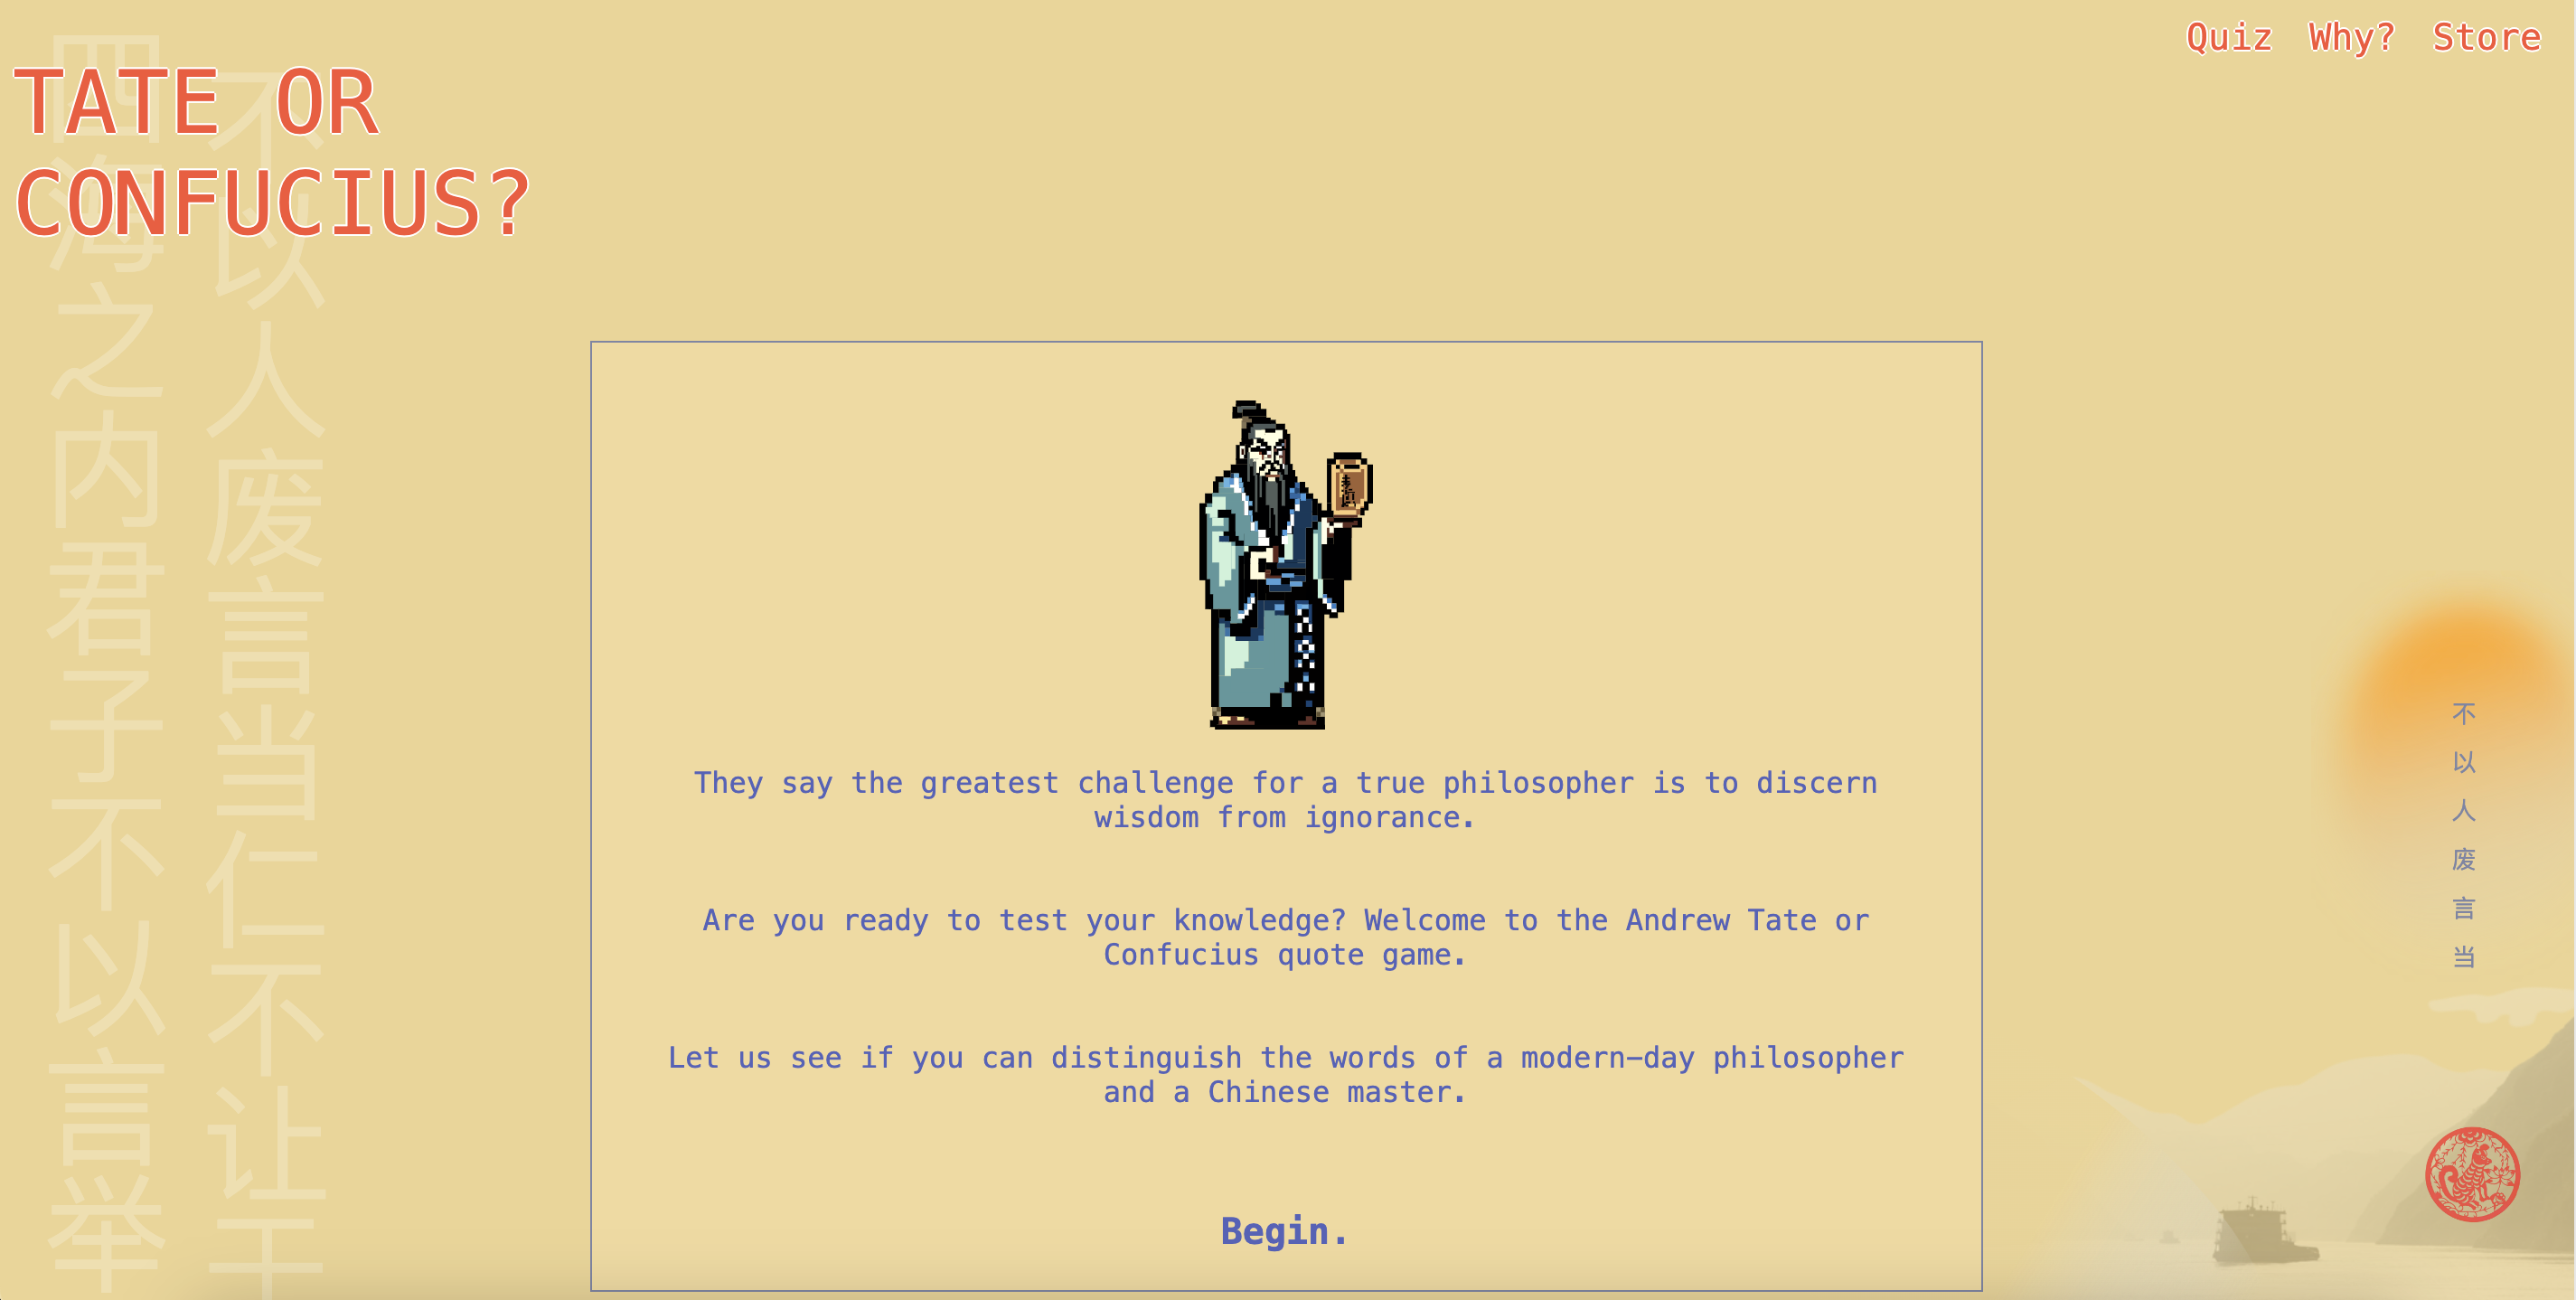 Quiz Why? Store
TATE OR
CONFUCIUS?
They say the greatest challenge for a true philosopher is to discern
wisdom from ignorance.
Are you ready to test your knowledge? Welcome to the Andrew Tate or
Confucius quote game.
Let us see if you can distinguish the words of a modern-day philosopher
and a Chinese master.
Begin.
四海之内君子不以言举
不以人废言当仁不让于
不以人废言当